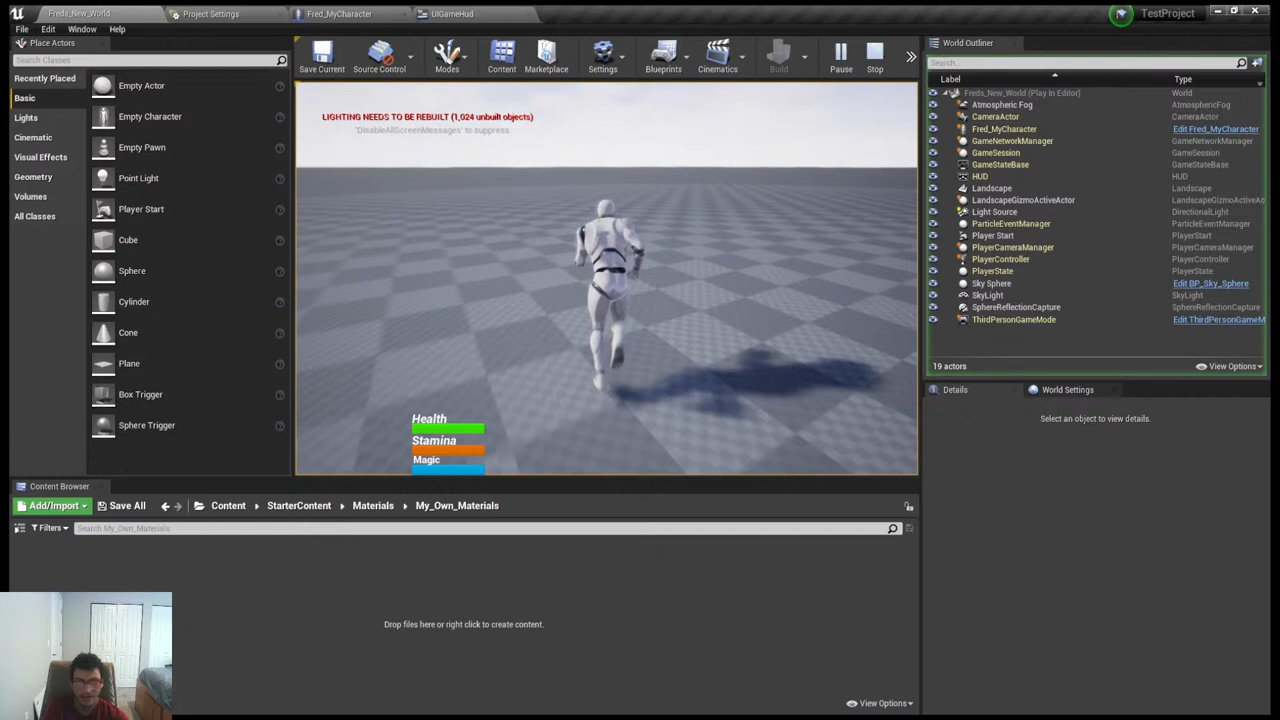 Freds_New_World
Project Settings
Fred_MyCharacter
UIGameHud
TestProject
File Edit Window Help
Place Actors
Search Classes
Recently Placed
Basic
Lights
Cinematic
Visual Effects
Geometry
Volumes
All Classes
Empty Actor
Empty Character
Empty Pawn
Point Light
Player Start
Cube
Sphere
Cylinder
Cone
Plane
Box Trigger
Sphere Trigger
Save Current
Source Control
Modes
Content
Marketplace
Settings
Blueprints
Cinematics
Build
Pause
Stop
LIGHTING NEEDS TO BE REBUILT (1,024 unbuilt objects)
'DisableAllScreenMessages' to suppress
Health
Stamina
Magic
World Outliner
Search...
Label Type
Freds_New_World (Play In Editor) World
Atmospheric Fog AtmosphericFog
CameraActor CameraActor
Fred_MyCharacter Edit Fred_MyCharacter
GameNetworkManager GameNetworkManager
GameSession GameSession
GameStateBase GameStateBase
HUD HUD
Landscape Landscape
LandscapeGizmoActiveActor LandscapeGizmoActiveAc
Light Source DirectionalLight
ParticleEventManager ParticleEventManager
Player Start PlayerStart
PlayerCameraManager PlayerCameraManager
PlayerController PlayerController
PlayerState PlayerState
Sky Sphere Edit BP_Sky_Sphere
SkyLight SkyLight
SphereReflectionCapture SphereReflectionCapture
ThirdPersonGameMode Edit ThirdPersonGameM
19 actors View Options
Details
World Settings
Select an object to view details.
Content Browser
Add/Import Save All Content StarterContent Materials My_Own_Materials
Filters Search My_Own_Materials
Drop files here or right click to create content.
View Options